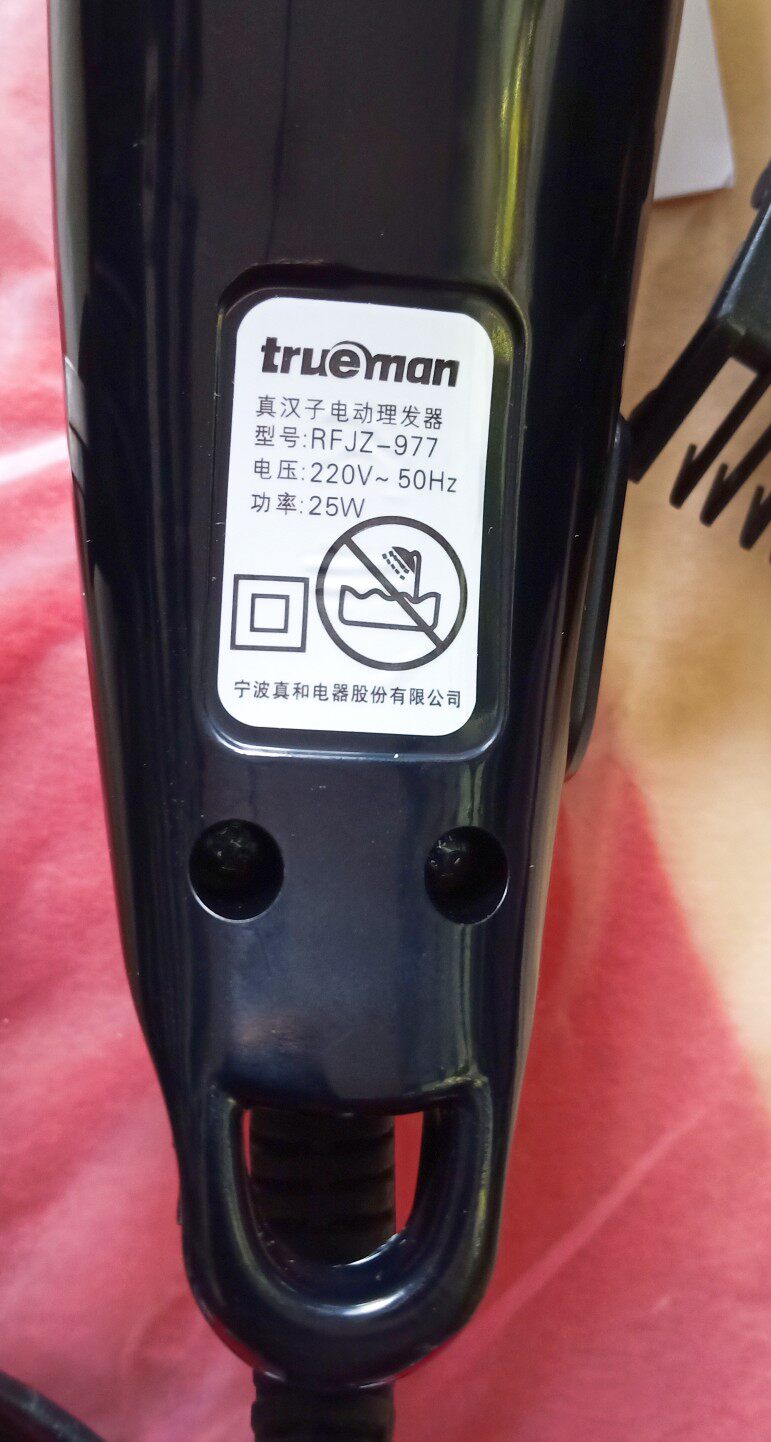 trueman
真汉子电动理发器
型号:RFJZ-977
电压:220V~ 50Hz
功率:25W
宁波真和电器股份有限公司